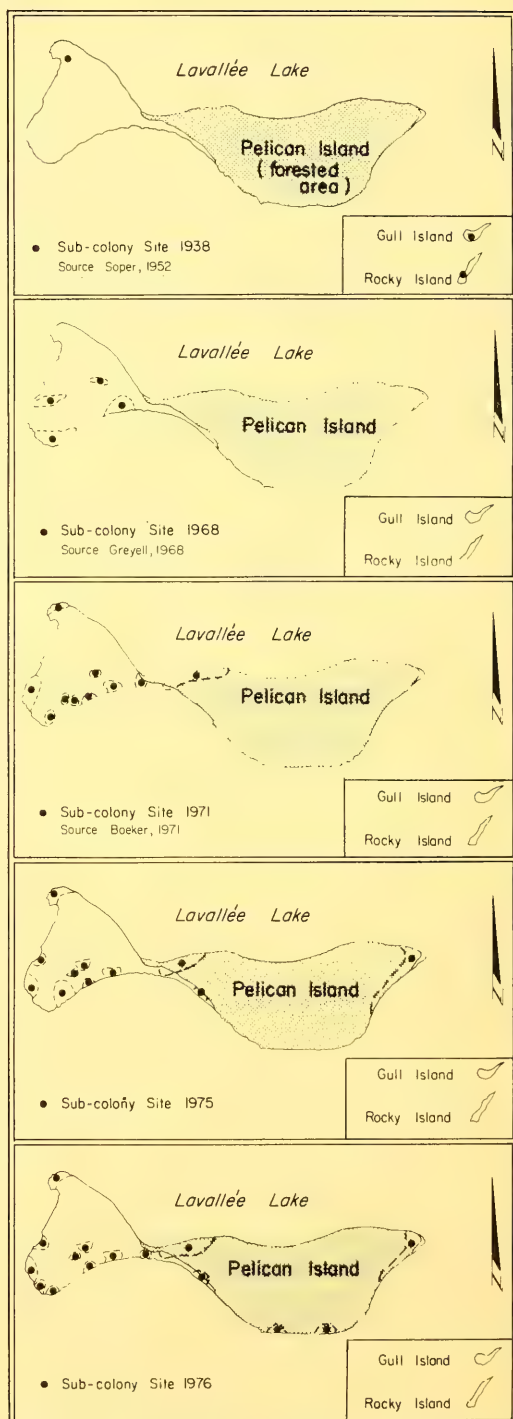 Lavallée Lake
Pelican Island
( forested
area )
N
● Sub-colony Site 1938
Source Soper, 1952
Gull Island
Rocky Island
Lavallée Lake
Pelican Island
N
● Sub-colony Site 1968
Source Greyell, 1968
Gull Island
Rocky Island
Lavallée Lake
Pelican Island
N
● Sub-colony Site 1971
Source Boeker, 1971
Gull Island
Rocky Island
Lavallée Lake
Pelican Island
N
● Sub-colony Site 1975
Gull Island
Rocky Island
Lavallée Lake
Pelican Island
N
● Sub-colony Site 1976
Gull Island
Rocky Island